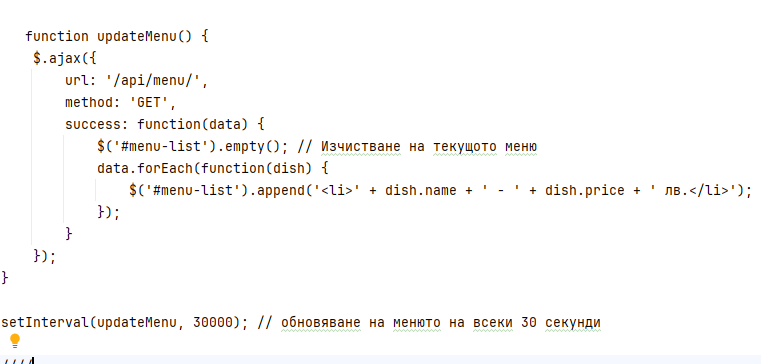 function updateMenu() {
$.ajax({
url: '/api/menu/',
method: 'GET',
success: function(data) {
$('#menu-list').empty(); // Изчистване на текущото меню
data.forEach(function(dish) {
$('#menu-list').append('<li>' + dish.name + ' - ' + dish.price + ' лв.</li>');
});
}
});
}
setInterval(updateMenu, 30000); // обновяване на менюто на всеки 30 секунди
////